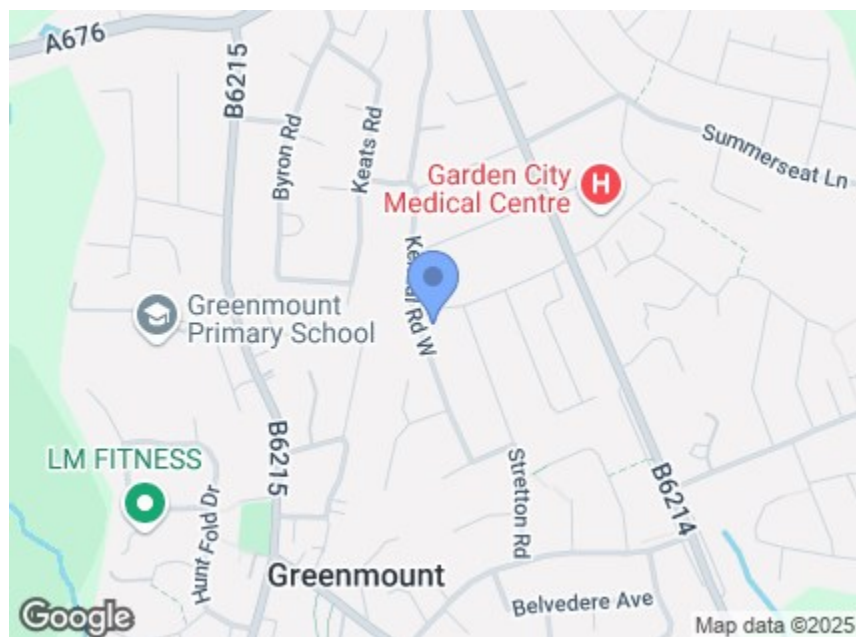 A676
B6215
Byron Rd
Keats Rd
Summerseat Ln
Garden City
Medical Centre
H
Greenmount
Primary School
Rd W
LM FITNESS
B6215
Hunt Fold Dr
Stretton Rd
B6214
Greenmount
Belvedere Ave
Google
Map data ©2025